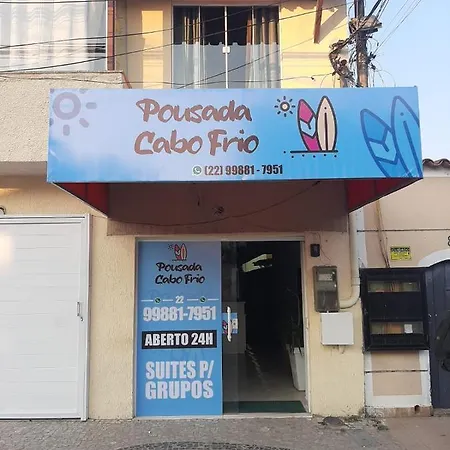 Pousada
Cabo Frio
(22) 99881-7951
Pousada
Cabo Frio
22
99881-7951
ABERTO 24H
SUITES P/
GRUPOS